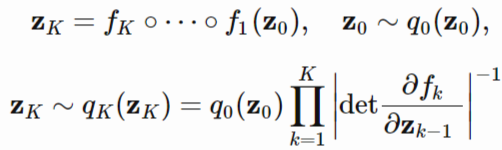 𝐳_K = f_K ∘ ⋯ ∘ f_1(𝐳_0),  𝐳_0 ∼ q_0(𝐳_0),
𝐳_K ∼ q_K(𝐳_K) = q_0(𝐳_0) ∏_{k=1}^{K} |det ∂f_k/∂𝐳_{k−1}|^{−1}